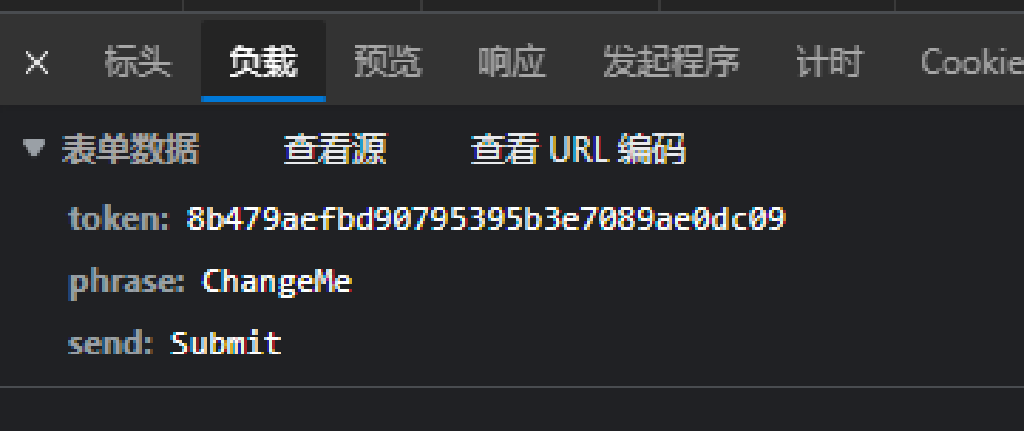 × 标头 负载 预览 响应 发起程序 计时 Cookie
▼ 表单数据 查看源 查看 URL 编码
token: 8b479aefbd90795395b3e7089ae0dc09
phrase: ChangeMe
send: Submit